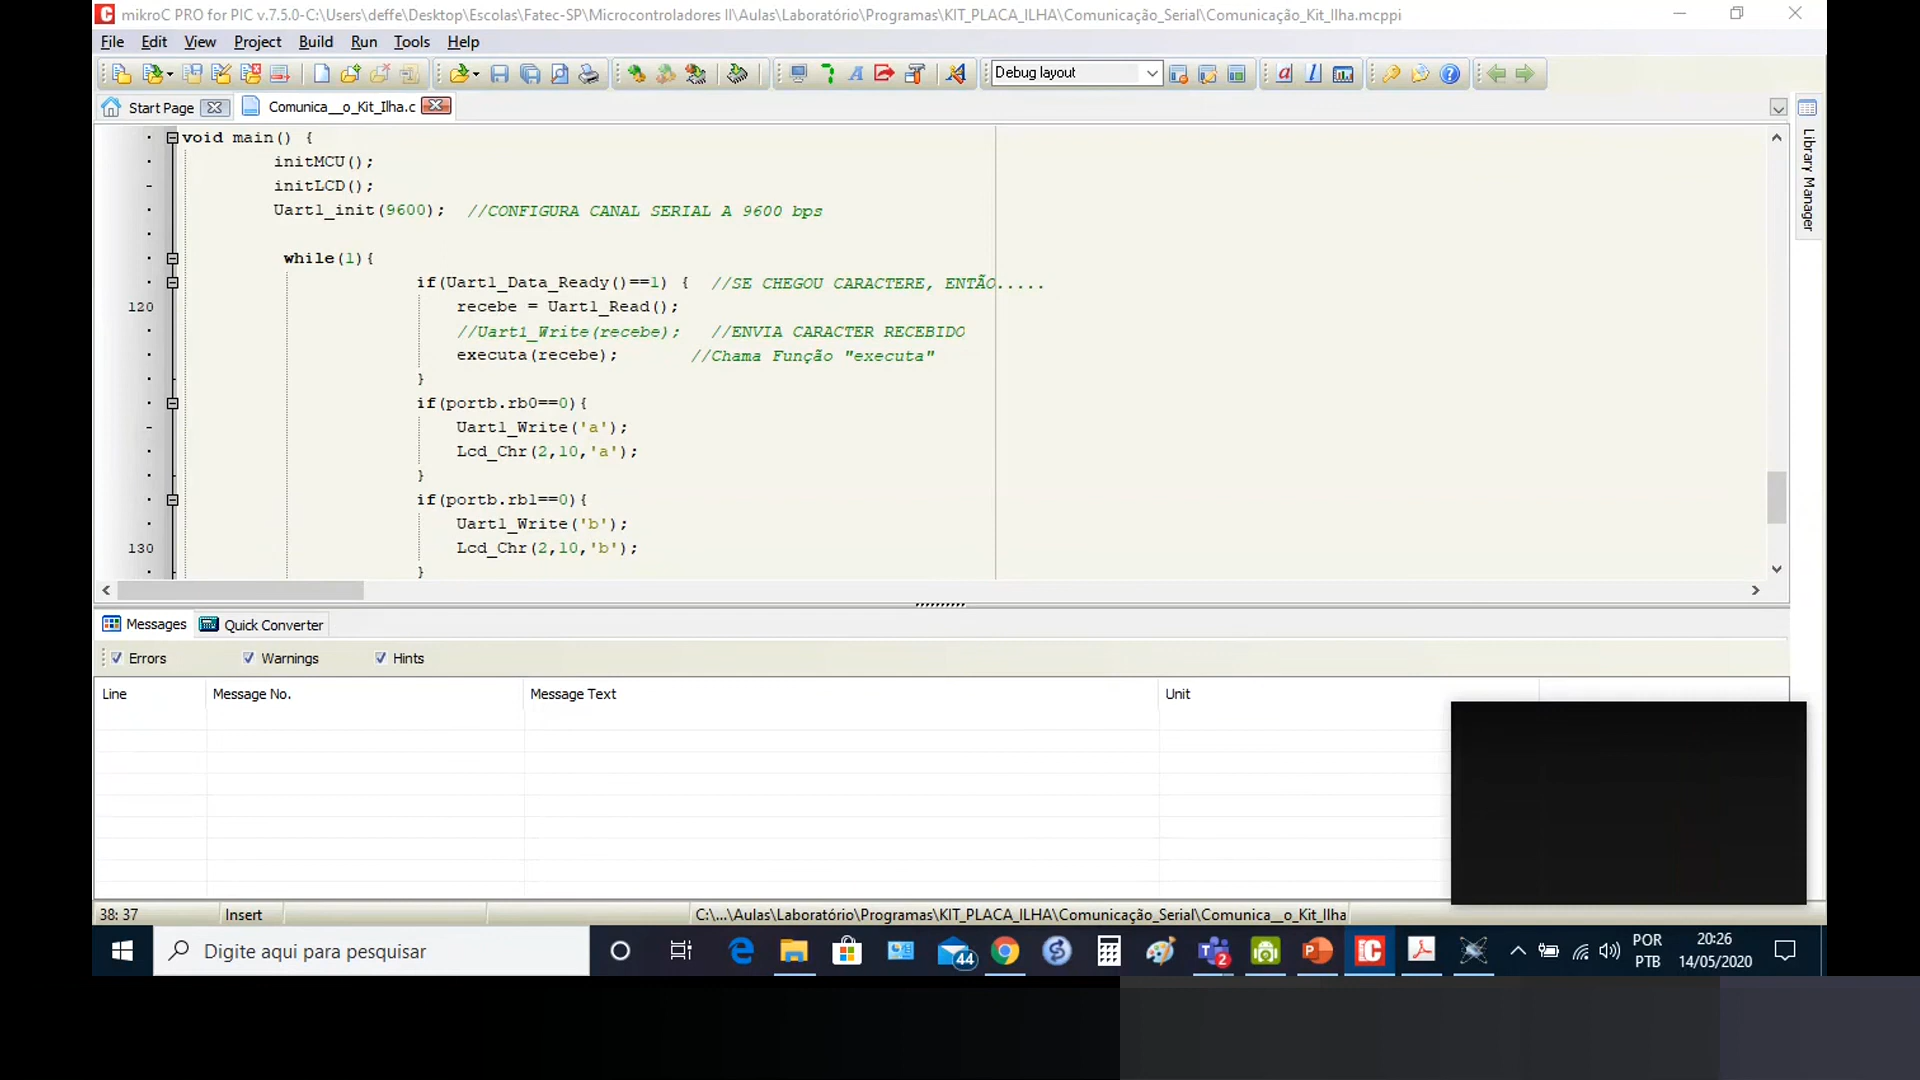 mikroC PRO for PIC v.7.5.0-C:\Users\deffe\Desktop\Escolas\Fatec-SP\Microcontroladores II\Aulas\Laboratório\Programas\KIT_PLACA_ILHA\Comunicação_Serial\Comunicação_Kit_Ilha.mcppi
File Edit View Project Build Run Tools Help
Debug layout
Start Page Comunica__o_Kit_Ilha.c
Library Manager
void main() {
initMCU();
initLCD();
Uart1_init(9600); //CONFIGURA CANAL SERIAL A 9600 bps
while(1){
if(Uart1_Data_Ready()==1) { //SE CHEGOU CARACTERE, ENTÃO.....
120 recebe = Uart1_Read();
//Uart1_Write(recebe); //ENVIA CARACTER RECEBIDO
executa(recebe); //Chama Função "executa"
}
if(portb.rb0==0){
Uart1_Write('a');
Lcd_Chr(2,10,'a');
}
if(portb.rb1==0){
Uart1_Write('b');
130 Lcd_Chr(2,10,'b');
}
Messages Quick Converter
Errors Warnings Hints
Line Message No. Message Text Unit
38: 37 Insert C:\...\Aulas\Laboratório\Programas\KIT_PLACA_ILHA\Comunicação_Serial\Comunica__o_Kit_Ilha
Digite aqui para pesquisar
44
2
POR
PTB
20:26
14/05/2020